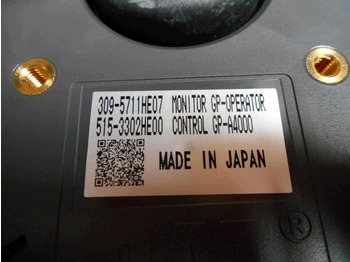 309-5711HE07 MONITOR GP-OPERATOR
515-3302HE00 CONTROL GP-A4000
MADE IN JAPAN
®